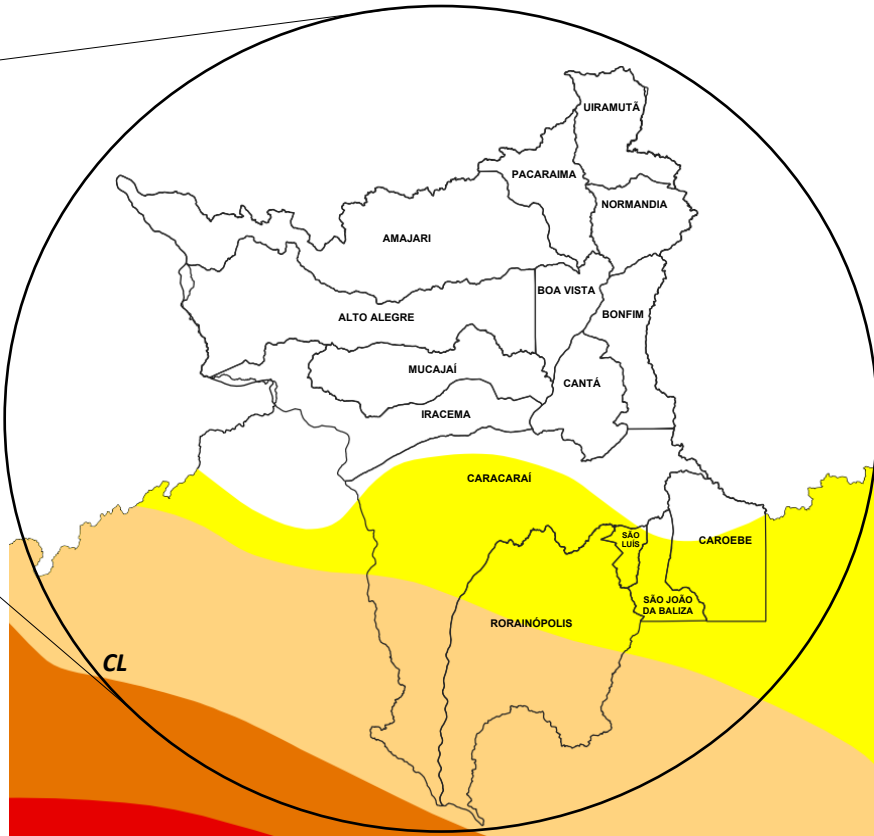 UIRAMUTÃ
PACARAIMA
NORMANDIA
AMAJARI
BOA VISTA
BONFIM
ALTO ALEGRE
MUCAJAÍ
CANTÁ
IRACEMA
CARACARAÍ
SÃO
LUÍS
CAROEBE
SÃO JOÃO
DA BALIZA
RORAINÓPOLIS
CL